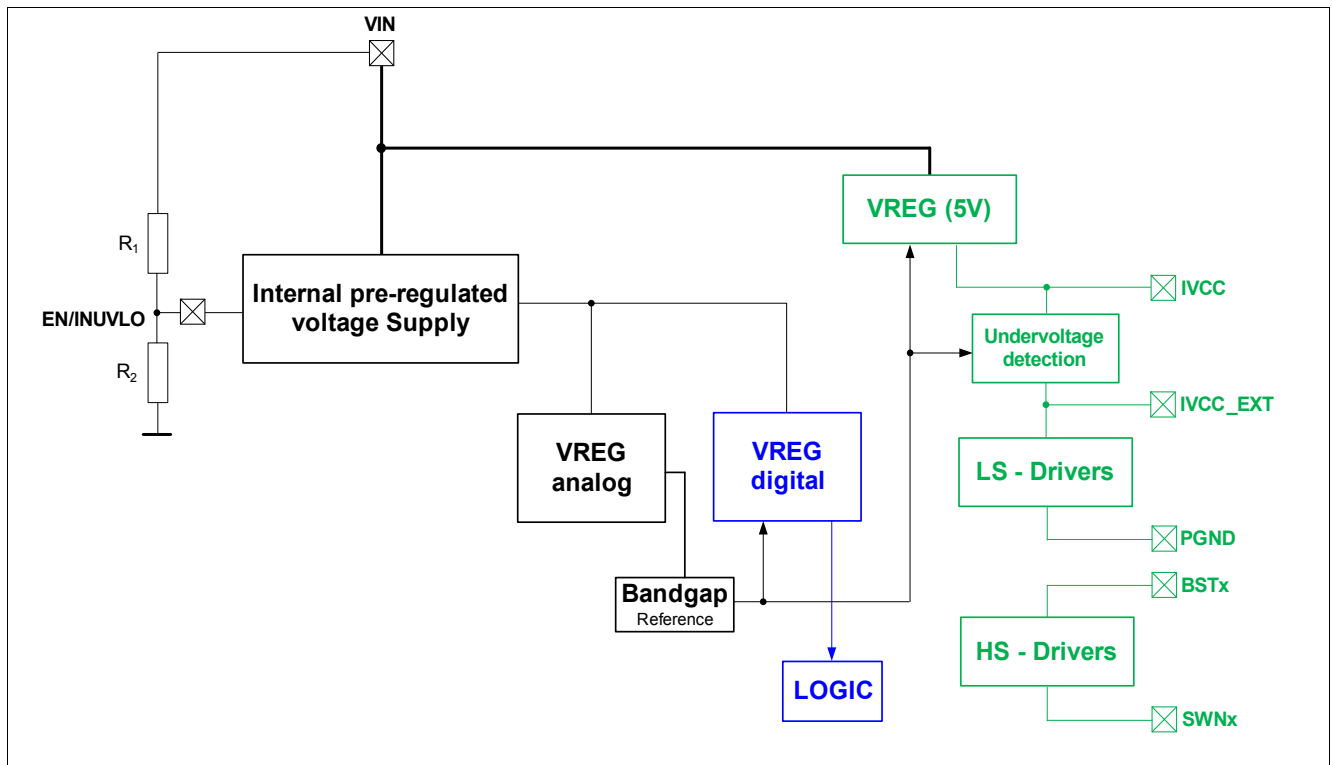 VIN
VREG (5V)
R1
Internal pre-regulated
voltage Supply
IVCC
EN/INUVLO
Undervoltage
detection
R2
IVCC_EXT
VREG
analog
VREG
digital
LS - Drivers
PGND
Bandgap
Reference
BSTx
HS - Drivers
LOGIC
SWNx